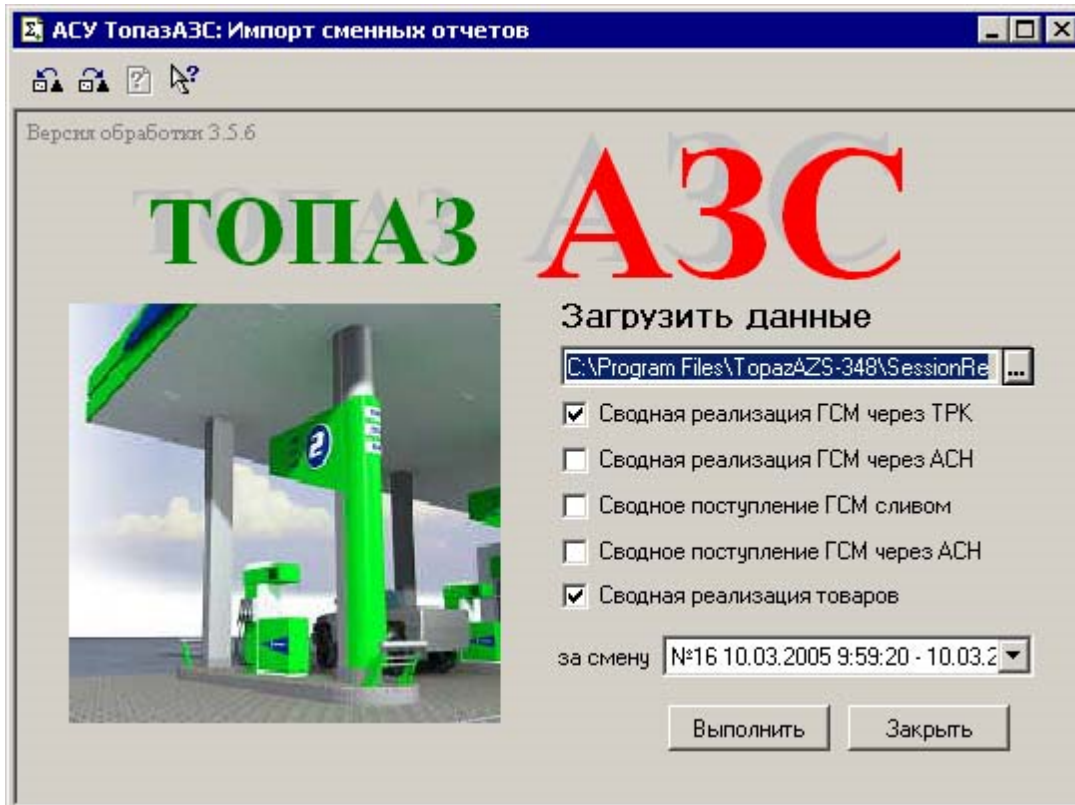 АСУ ТопазАЗС: Импорт сменных отчетов
Версия обработки 3.5.6
ТОПАЗ АЗС
Загрузить данные
C:\Program Files\TopazAZS-348\SessionRe ...
Сводная реализация ГСМ через ТРК
Сводная реализация ГСМ через АСН
Сводное поступление ГСМ сливом
Сводное поступление ГСМ через АСН
Сводная реализация товаров
за смену №16 10.03.2005 9:59:20 - 10.03.2
Выполнить Закрыть
2